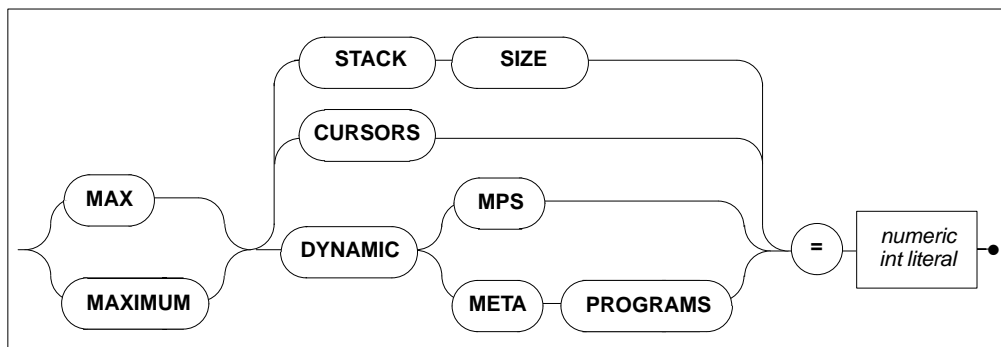 STACK SIZE
CURSORS
MAX
MPS
DYNAMIC
=
numeric
int literal
MAXIMUM
META PROGRAMS